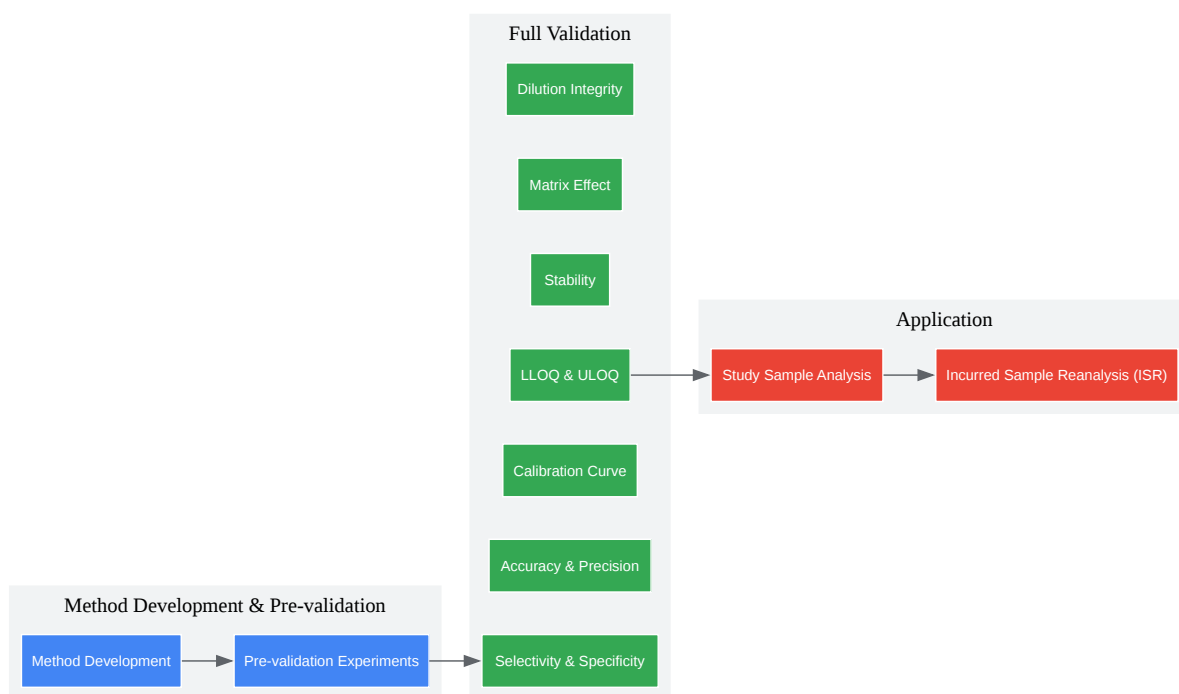 Full Validation
Dilution Integrity
Matrix Effect
Stability
LLOQ & ULOQ
Calibration Curve
Accuracy & Precision
Selectivity & Specificity
Application
Study Sample Analysis
Incurred Sample Reanalysis (ISR)
Method Development & Pre-validation
Method Development
Pre-validation Experiments